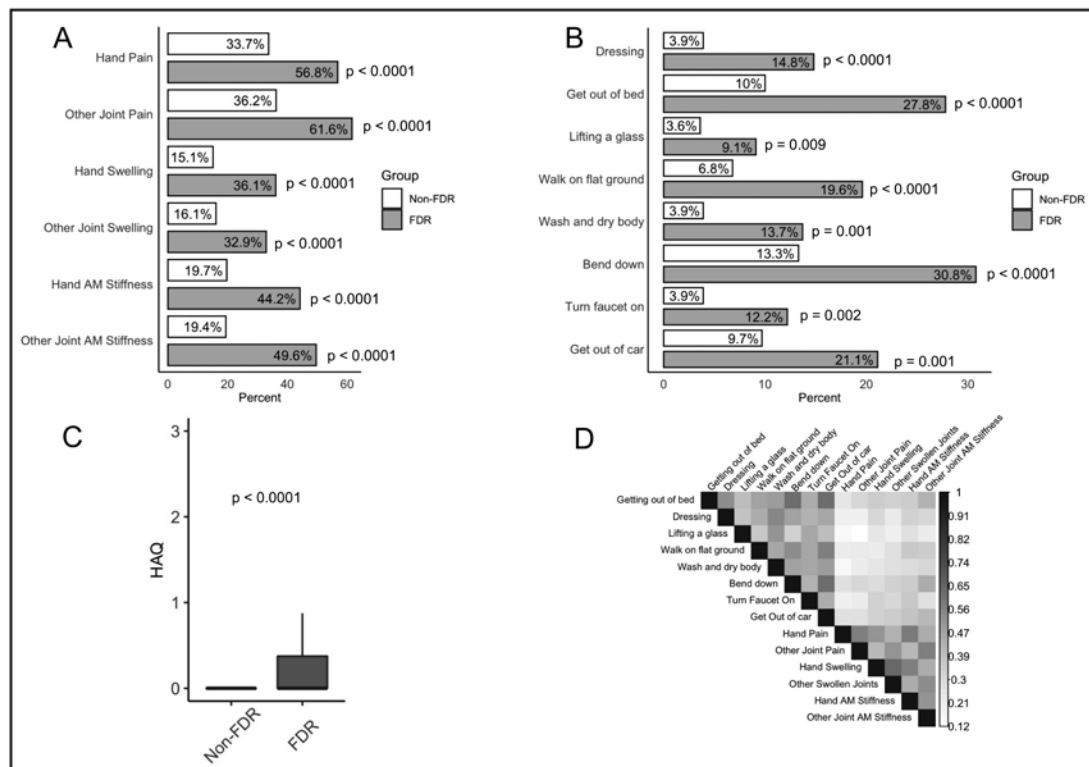 A
Hand Pain
33.7%
56.8% p < 0.0001
Other Joint Pain
36.2%
61.6% p < 0.0001
Hand Swelling
15.1%
36.1% p < 0.0001
Other Joint Swelling
16.1%
32.9% p < 0.0001
Hand AM Stiffness
19.7%
44.2% p < 0.0001
Other Joint AM Stiffness
19.4%
49.6% p < 0.0001
0 20 40 60
Percent
Group
Non-FDR
FDR
B
Dressing
3.9%
14.8% p < 0.0001
Get out of bed
10%
27.8% p < 0.0001
Lifting a glass
3.6%
9.1% p = 0.009
Walk on flat ground
6.8%
19.6% p < 0.0001
Wash and dry body
3.9%
13.7% p = 0.001
Bend down
13.3%
30.8% p < 0.0001
Turn faucet on
3.9%
12.2% p = 0.002
Get out of car
9.7%
21.1% p = 0.001
0 10 20 30
Percent
Group
Non-FDR
FDR
C
3
2
1
0
HAQ
p < 0.0001
Non-FDR
FDR
D
Getting out of bed
Dressing
Lifting a glass
Walk on flat ground
Wash and dry body
Bend down
Turn Faucet On
Get Out of car
Hand Pain
Other Joint Pain
Hand Swelling
Other Swollen Joints
Hand AM Stiffness
Other Joint AM Stiffness
Getting out of bed
Dressing
Lifting a glass
Walk on flat ground
Wash and dry body
Bend down
Turn Faucet On
Get Out of car
Hand Pain
Other Joint Pain
Hand Swelling
Other Swollen Joints
Hand AM Stiffness
Other Joint AM Stiffness
1
0.91
0.82
0.74
0.65
0.56
0.47
0.39
0.3
0.21
0.12